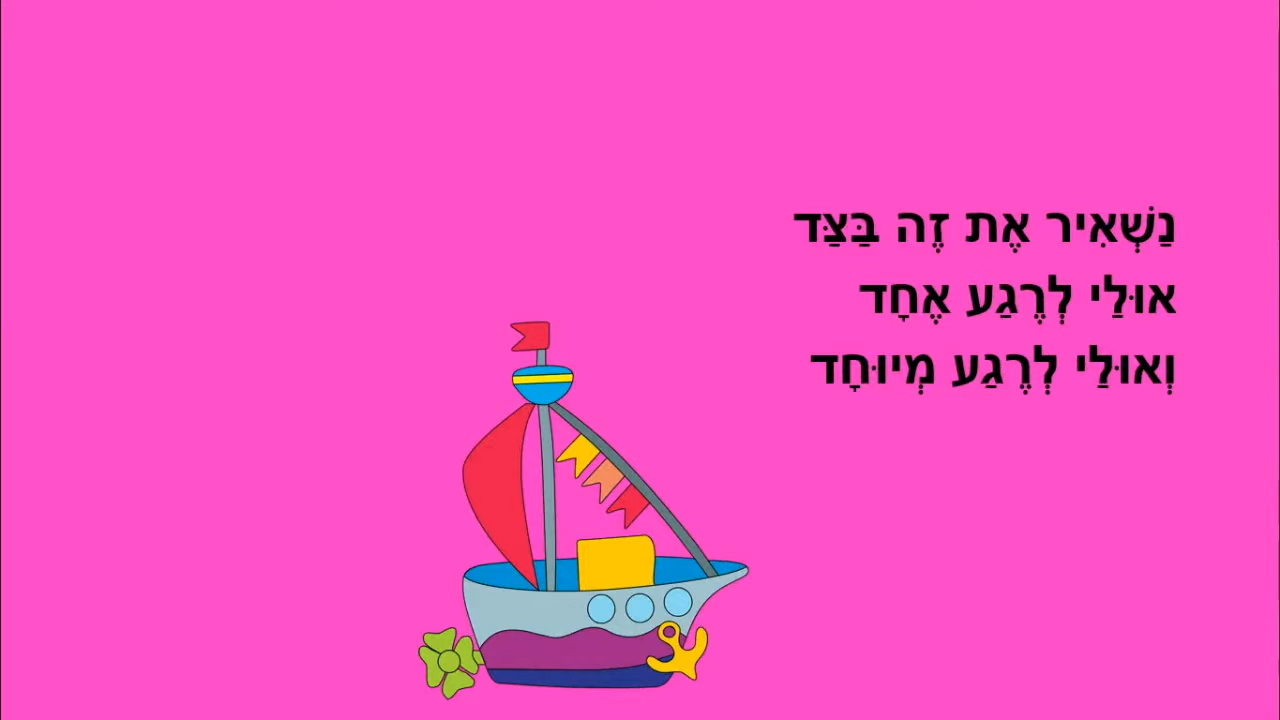 נַשְׁאִיר אֶת זֶה בַּצַּד
אוּלַי לְרֶגַע אֶחָד
וְאוּלַי לְרֶגַע מְיוּחָד